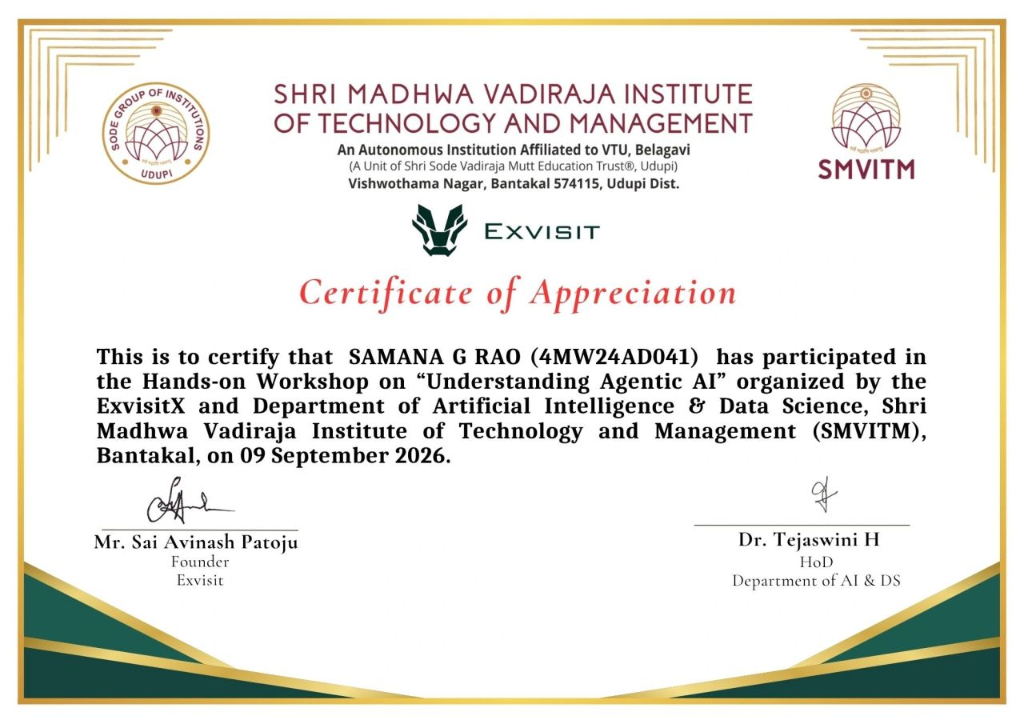 SODE GROUP OF INSTITUTIONS
UDUPI
SHRI MADHWA VADIRAJA INSTITUTE
OF TECHNOLOGY AND MANAGEMENT
An Autonomous Institution Affiliated to VTU, Belagavi
(A Unit of Shri Sode Vadiraja Mutt Education Trust®, Udupi)
Vishwothama Nagar, Bantakal 574115, Udupi Dist.
SMVITM
EXVISIT
Certificate of Appreciation
This is to certify that SAMANA G RAO (4MW24AD041) has participated in
the Hands-on Workshop on “Understanding Agentic AI” organized by the
ExvisitX and Department of Artificial Intelligence & Data Science, Shri
Madhwa Vadiraja Institute of Technology and Management (SMVITM),
Bantakal, on 09 September 2026.
Mr. Sai Avinash Patoju
Founder
Exvisit
Dr. Tejaswini H
HoD
Department of AI & DS